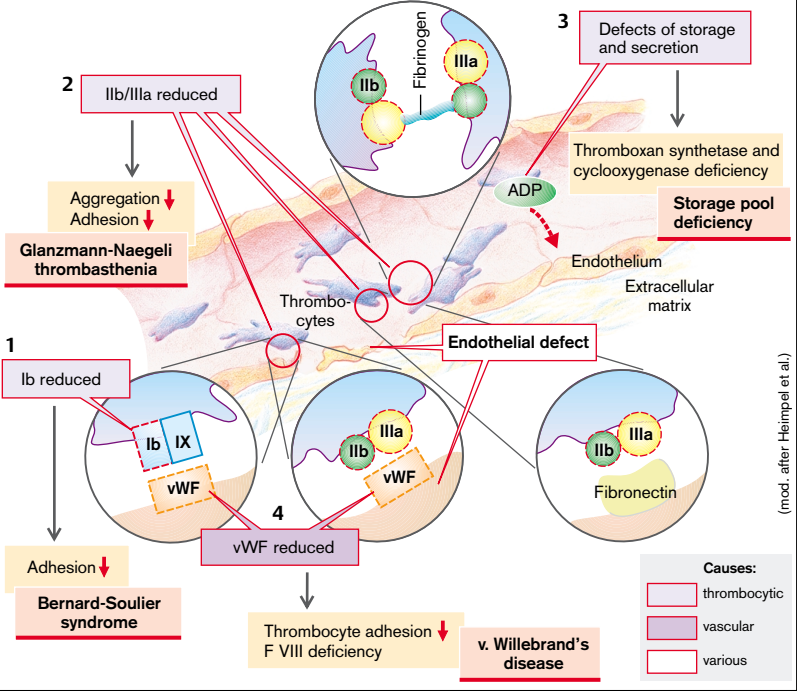 3
Defects of storage
and secretion
Fibrinogen
IIIa
IIb
2
IIb/IIIa reduced
Thromboxan synthetase and
cyclooxygenase deficiency
ADP
Storage pool
deficiency
Aggregation
Adhesion
Glanzmann-Naegeli
thrombasthenia
Endothelium
Extracellular
matrix
Thrombo-
cytes
1
Ib reduced
Endothelial defect
Ib
IX
vWF
IIIa
IIb
vWF
IIIa
IIb
Fibronectin
4
vWF reduced
Adhesion
Bernard-Soulier
syndrome
Thrombocyte adhesion
F VIII deficiency
v. Willebrand's
disease
Causes:
thrombocytic
vascular
various
(mod. after Heimpel et al.)